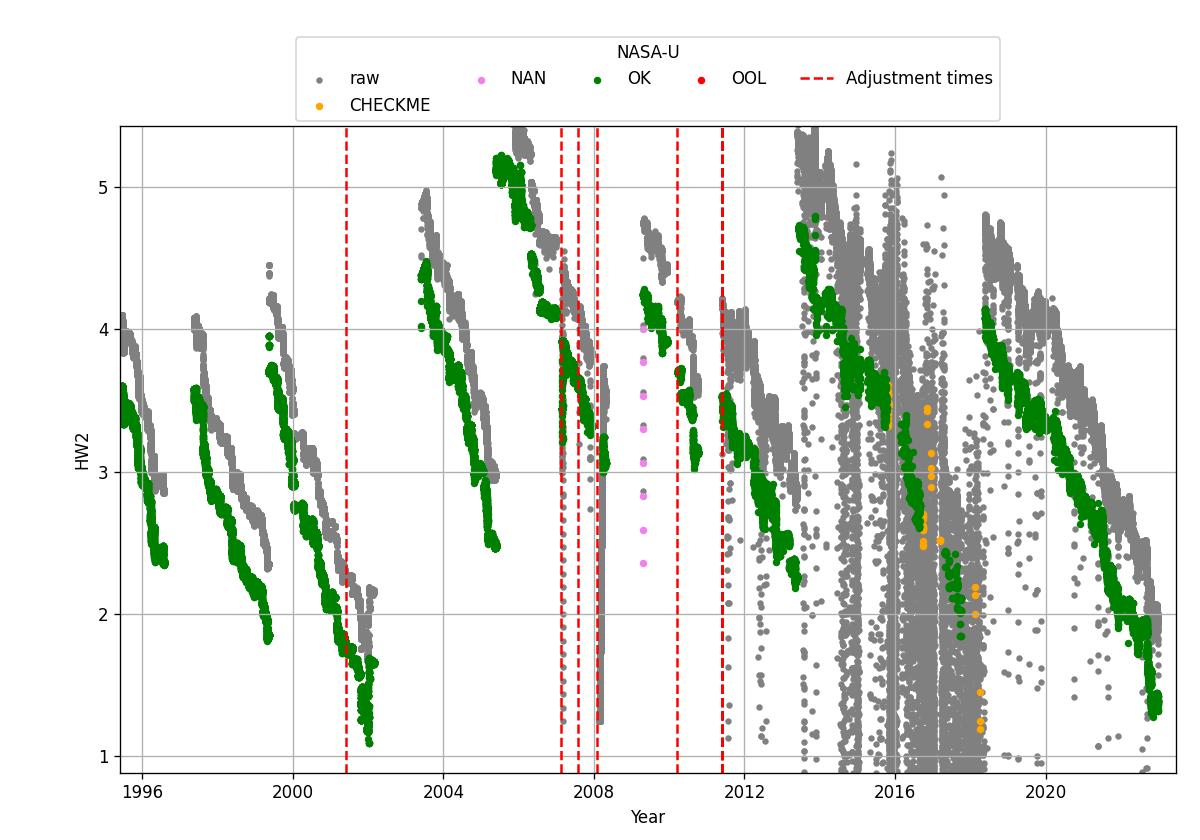 NASA-U
raw NAN OK OOL Adjustment times
CHECKME
HW2
5
4
3
2
1
1996 2000 2004 2008 2012 2016 2020
Year